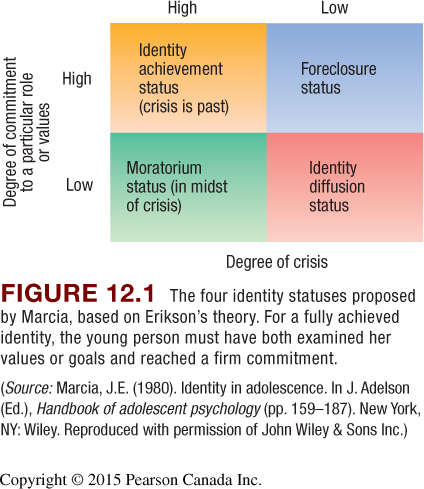 High
Low
Degree of commitment
to a particular role
or values
High
Identity
achievement
status
(crisis is past)
Foreclosure
status
Low
Moratorium
status (in midst
of crisis)
Identity
diffusion
status
Degree of crisis
FIGURE 12.1 The four identity statuses proposed
by Marcia, based on Erikson's theory. For a fully achieved
identity, the young person must have both examined her
values or goals and reached a firm commitment.
(Source: Marcia, J.E. (1980). Identity in adolescence. In J. Adelson
(Ed.), Handbook of adolescent psychology (pp. 159–187). New York,
NY: Wiley. Reproduced with permission of John Wiley & Sons Inc.)
Copyright © 2015 Pearson Canada Inc.